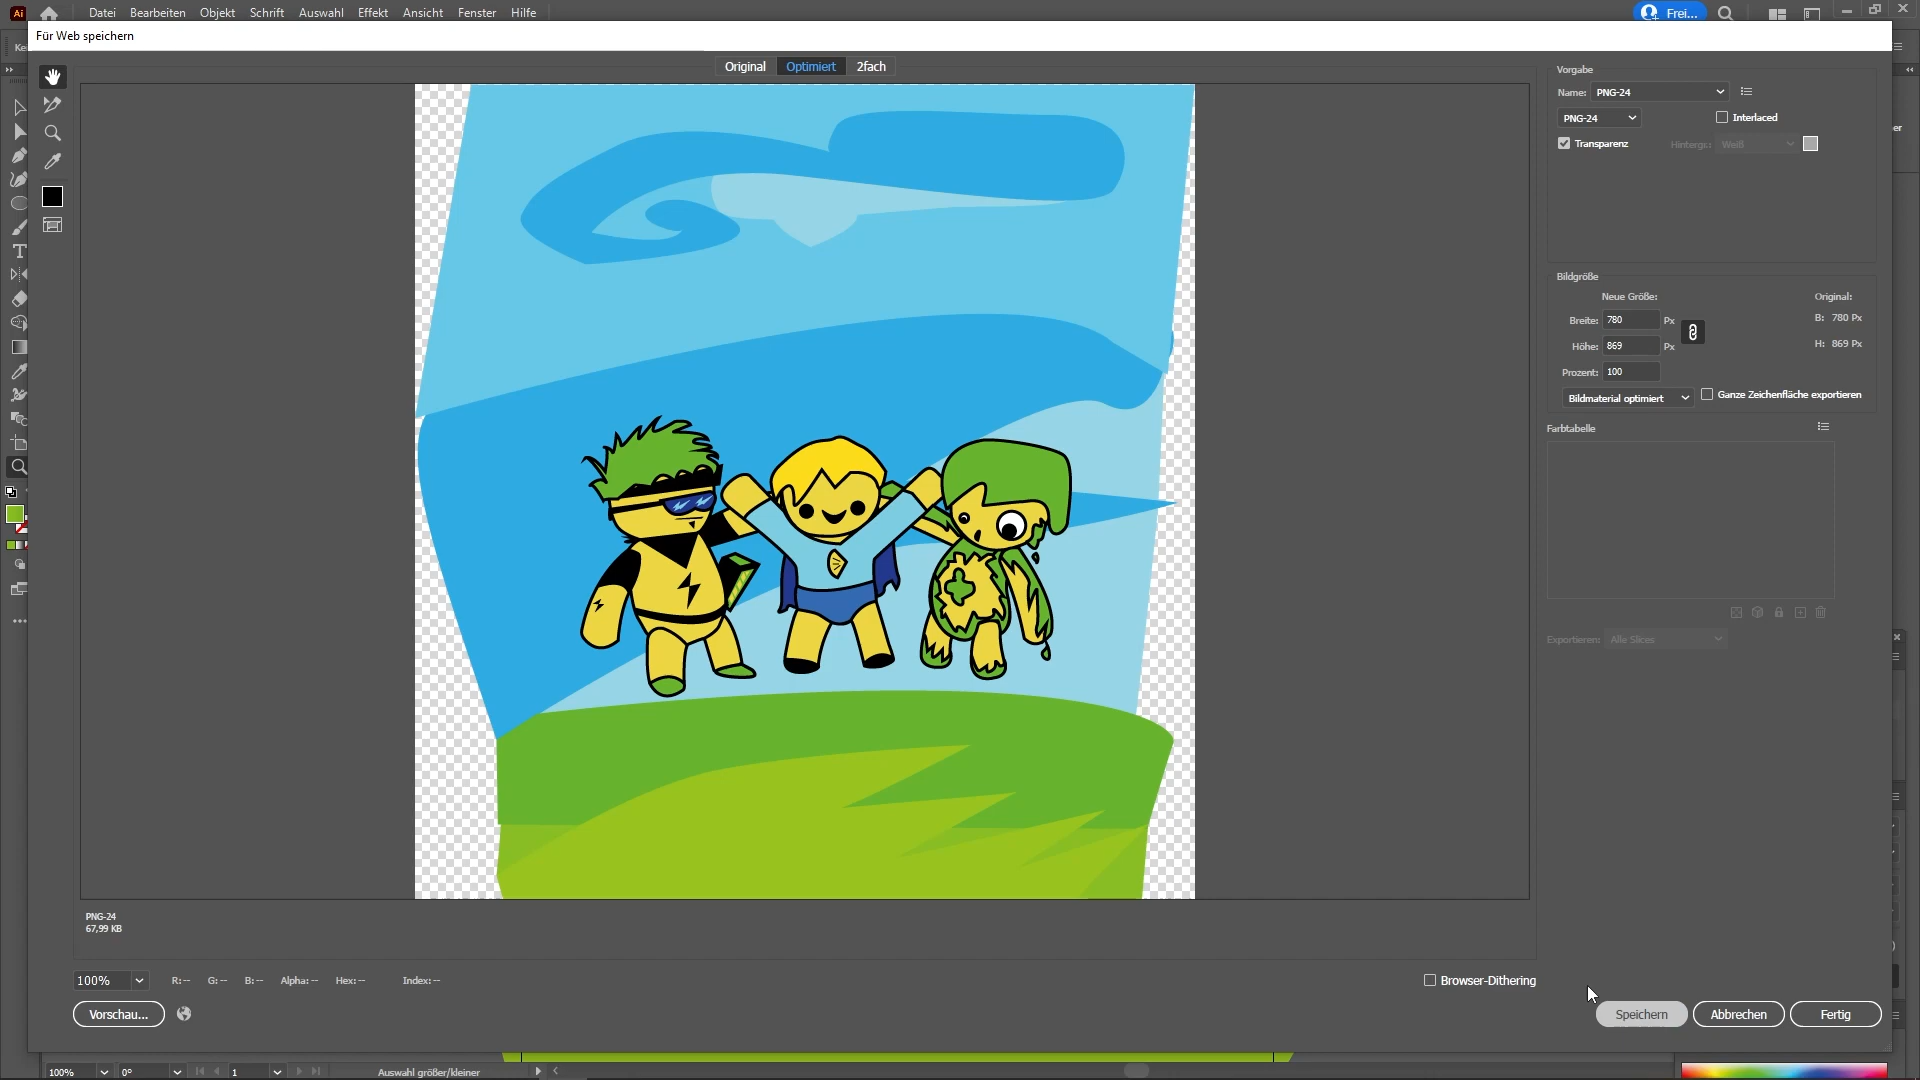 Ai Datei Bearbeiten Objekt Schrift Auswahl Effekt Ansicht Fenster Hilfe Frei...
Für Web speichern
Ke
Original Optimiert 2fach
Vorgabe
Name: PNG-24
PNG-24 Interlaced
Transparenz Hintergr.: Weiß
Bildgröße
Neue Größe: Original:
Breite: 780 Px B: 780 Px
Höhe: 869 Px H: 869 Px
Prozent: 100
Bildmaterial optimiert Ganze Zeichenfläche exportieren
Farbtabelle
Exportieren: Alle Slices
PNG-24
67,99 KB
100% R: -- G: -- B: -- Alpha: -- Hex: -- Index: -- Browser-Dithering
Vorschau... Speichern Abbrechen Fertig
100% 0° 1 Auswahl größer/kleiner